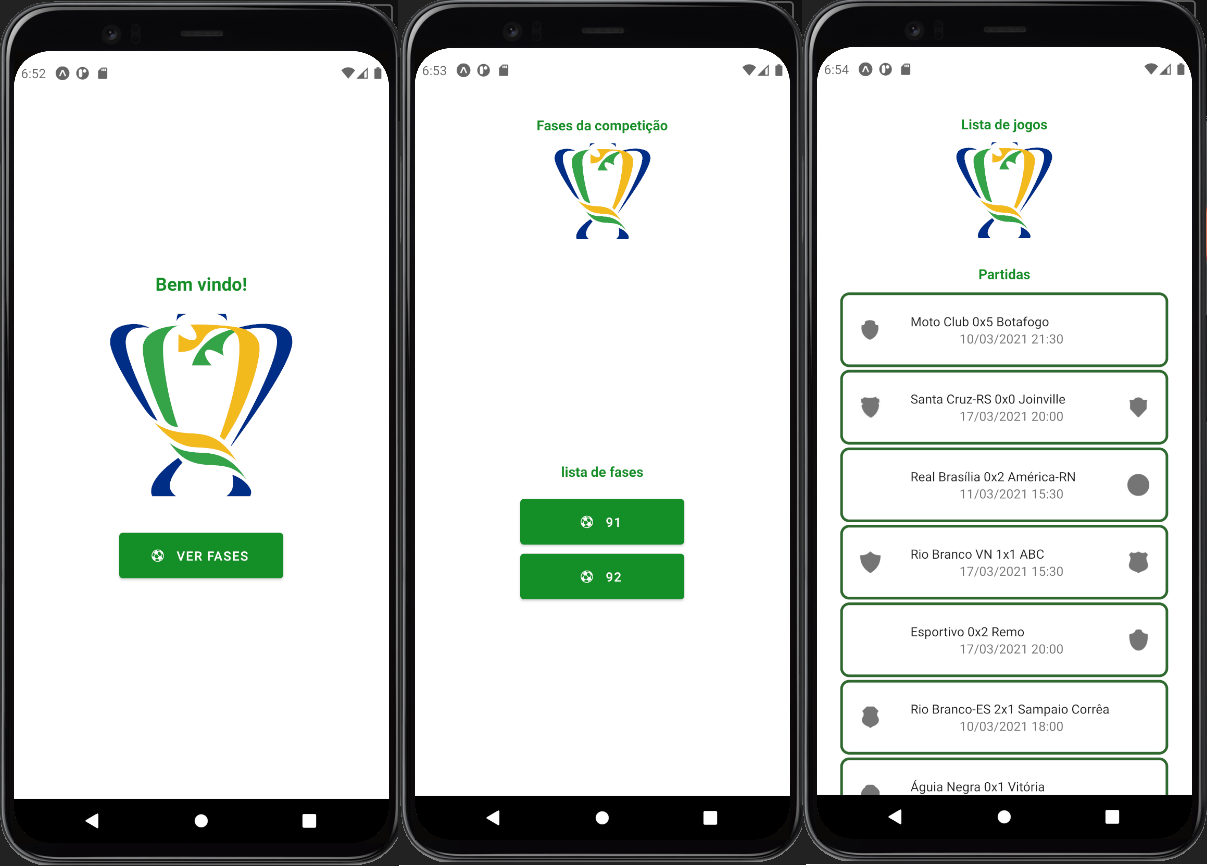 6:52
Bem vindo!
VER FASES
6:53
Fases da competição
lista de fases
91
92
6:54
Lista de jogos
Partidas
Moto Club 0x5 Botafogo
10/03/2021 21:30
Santa Cruz-RS 0x0 Joinville
17/03/2021 20:00
Real Brasília 0x2 América-RN
11/03/2021 15:30
Rio Branco VN 1x1 ABC
17/03/2021 15:30
Esportivo 0x2 Remo
17/03/2021 20:00
Rio Branco-ES 2x1 Sampaio Corrêa
10/03/2021 18:00
Águia Negra 0x1 Vitória